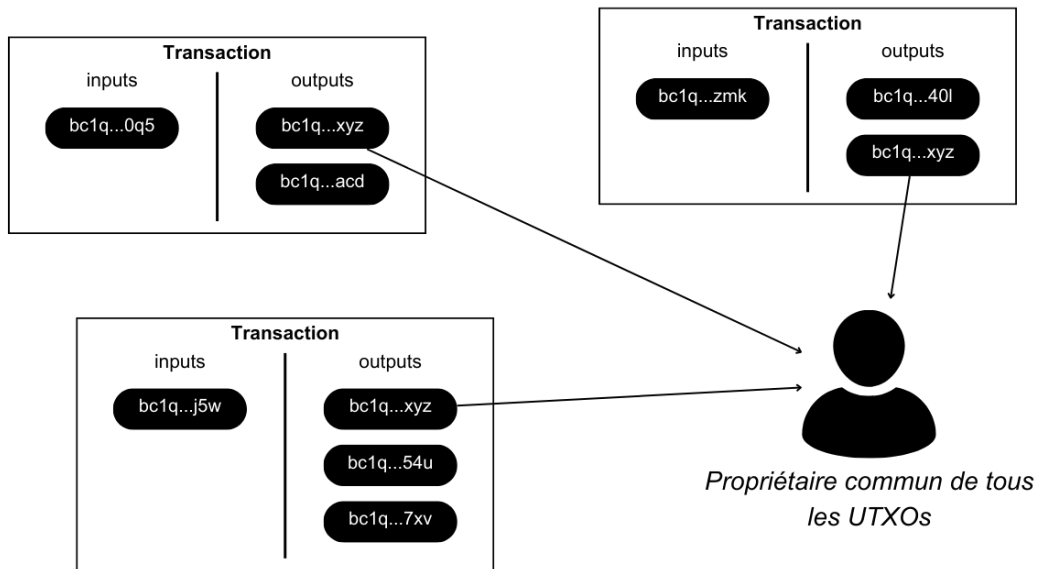 Transaction
inputs outputs
bc1q...0q5 bc1q...xyz
bc1q...acd
Transaction
inputs outputs
bc1q...zmk bc1q...40l
bc1q...xyz
Transaction
inputs outputs
bc1q...j5w bc1q...xyz
bc1q...54u
bc1q...7xv
Propriétaire commun de tous
les UTXOs